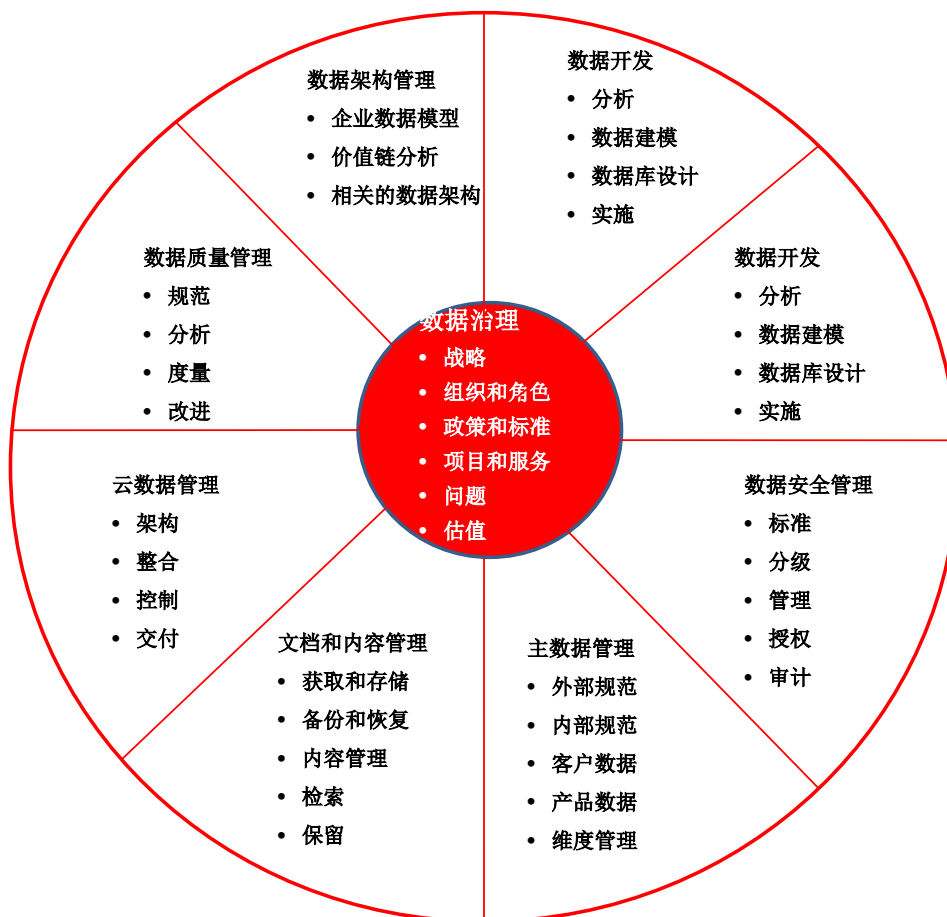 数据架构管理
• 企业数据模型
• 价值链分析
• 相关的数据架构
数据开发
• 分析
• 数据建模
• 数据库设计
• 实施
数据质量管理
• 规范
• 分析
• 度量
• 改进
数据治理
• 战略
• 组织和角色
• 政策和标准
• 项目和服务
• 问题
• 估值
数据开发
• 分析
• 数据建模
• 数据库设计
• 实施
云数据管理
• 架构
• 整合
• 控制
• 交付
数据安全管理
• 标准
• 分级
• 管理
• 授权
• 审计
文档和内容管理
• 获取和存储
• 备份和恢复
• 内容管理
• 检索
• 保留
主数据管理
• 外部规范
• 内部规范
• 客户数据
• 产品数据
• 维度管理